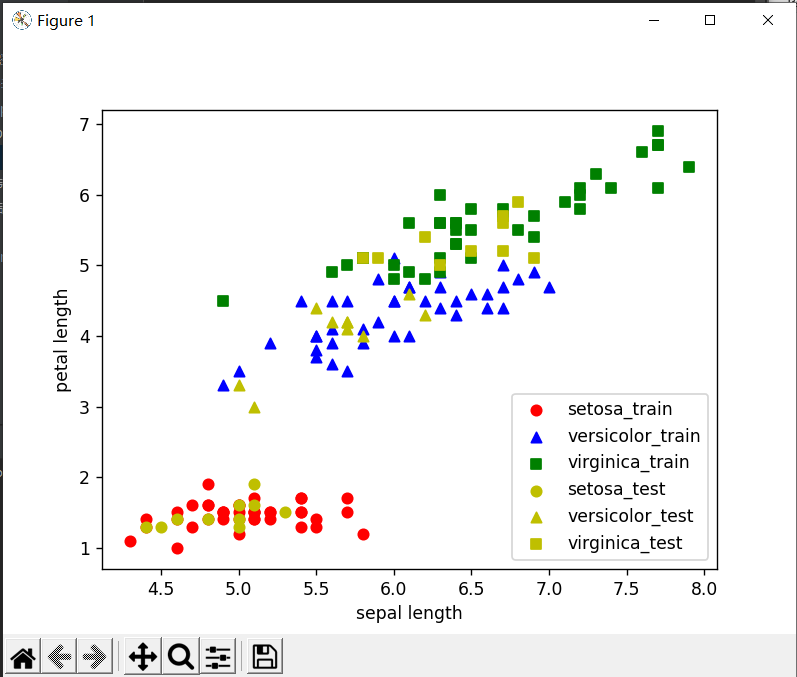 Figure 1
7
6
5
4
3
2
1
petal length
setosa_train
versicolor_train
virginica_train
setosa_test
versicolor_test
virginica_test
4.5 5.0 5.5 6.0 6.5 7.0 7.5 8.0
sepal length